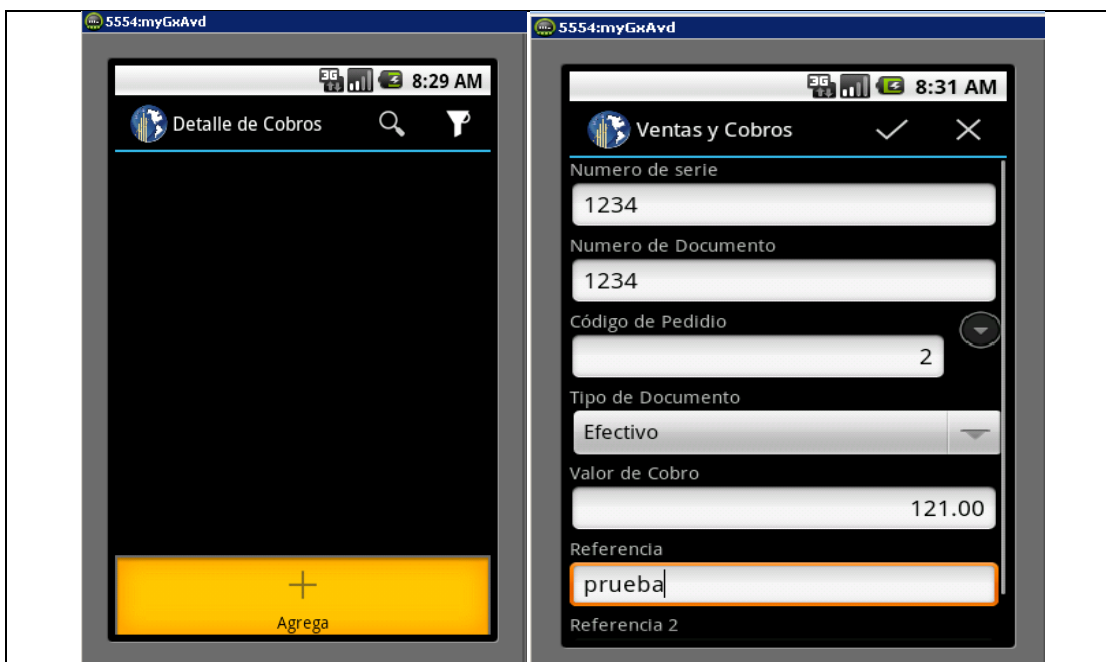 5554:myGxAvd
3G 8:29 AM
Detalle de Cobros
Agrega
5554:myGxAvd
3G 8:31 AM
Ventas y Cobros
Numero de serie
1234
Numero de Documento
1234
Código de Pedidio
2
Tipo de Documento
Efectivo
Valor de Cobro
121.00
Referencia
prueba
Referencia 2